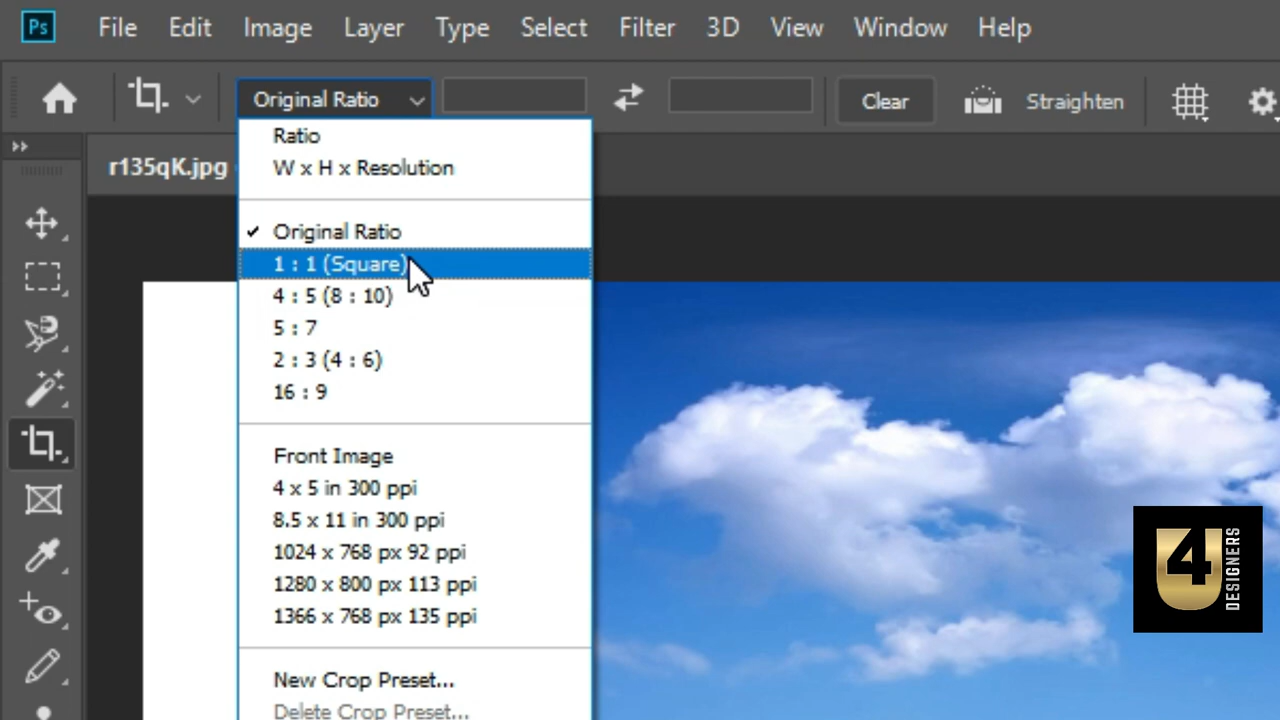 Ps File Edit Image Layer Type Select Filter 3D View Window Help
Original Ratio Clear Straighten
r135qK.jpg
Ratio
W x H x Resolution
Original Ratio
1 : 1 (Square)
4 : 5 (8 : 10)
5 : 7
2 : 3 (4 : 6)
16 : 9
Front Image
4 x 5 in 300 ppi
8.5 x 11 in 300 ppi
1024 x 768 px 92 ppi
1280 x 800 px 113 ppi
1366 x 768 px 135 ppi
New Crop Preset...
Delete Crop Preset...
4U
DESIGNERS